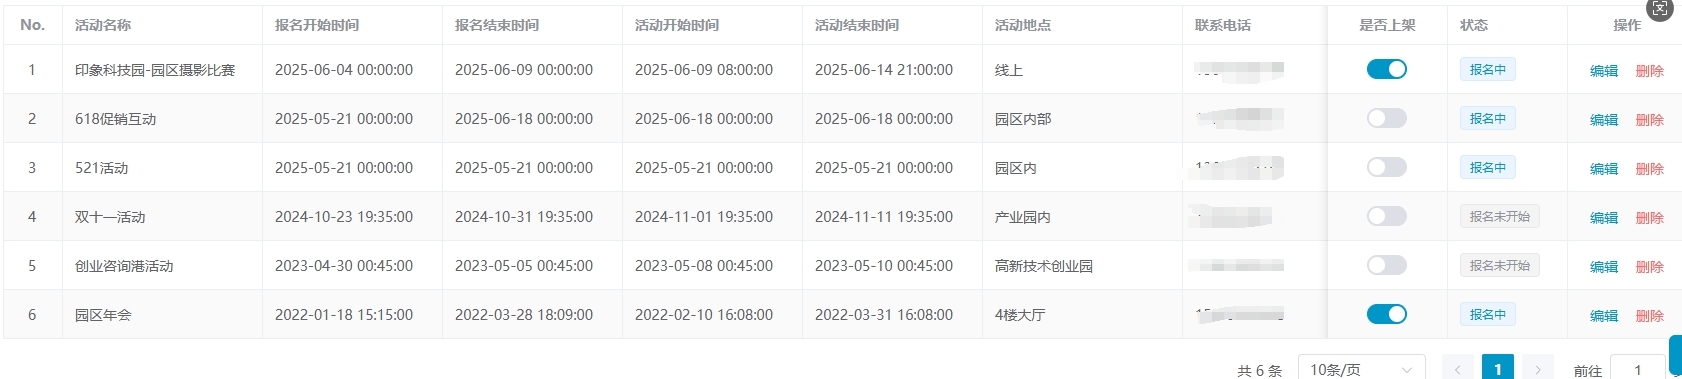 No. 活动名称 报名开始时间 报名结束时间 活动开始时间 活动结束时间 活动地点 联系电话 是否上架 状态 操作
1 印象科技园-园区摄影比赛 2025-06-04 00:00:00 2025-06-09 00:00:00 2025-06-09 08:00:00 2025-06-14 21:00:00 线上 报名中 编辑 删除
2 618促销互动 2025-05-21 00:00:00 2025-06-18 00:00:00 2025-06-18 00:00:00 2025-06-18 00:00:00 园区内部 报名中 编辑 删除
3 521活动 2025-05-21 00:00:00 2025-05-21 00:00:00 2025-05-21 00:00:00 2025-05-21 00:00:00 园区内 报名中 编辑 删除
4 双十一活动 2024-10-23 19:35:00 2024-10-31 19:35:00 2024-11-01 19:35:00 2024-11-11 19:35:00 产业园内 报名未开始 编辑 删除
5 创业咨询港活动 2023-04-30 00:45:00 2023-05-05 00:45:00 2023-05-08 00:45:00 2023-05-10 00:45:00 高新技术创业园 报名未开始 编辑 删除
6 园区年会 2022-01-18 15:15:00 2022-03-28 18:09:00 2022-02-10 16:08:00 2022-03-31 16:08:00 4楼大厅 报名中 编辑 删除
共 6 条 10条/页 1 前往 1